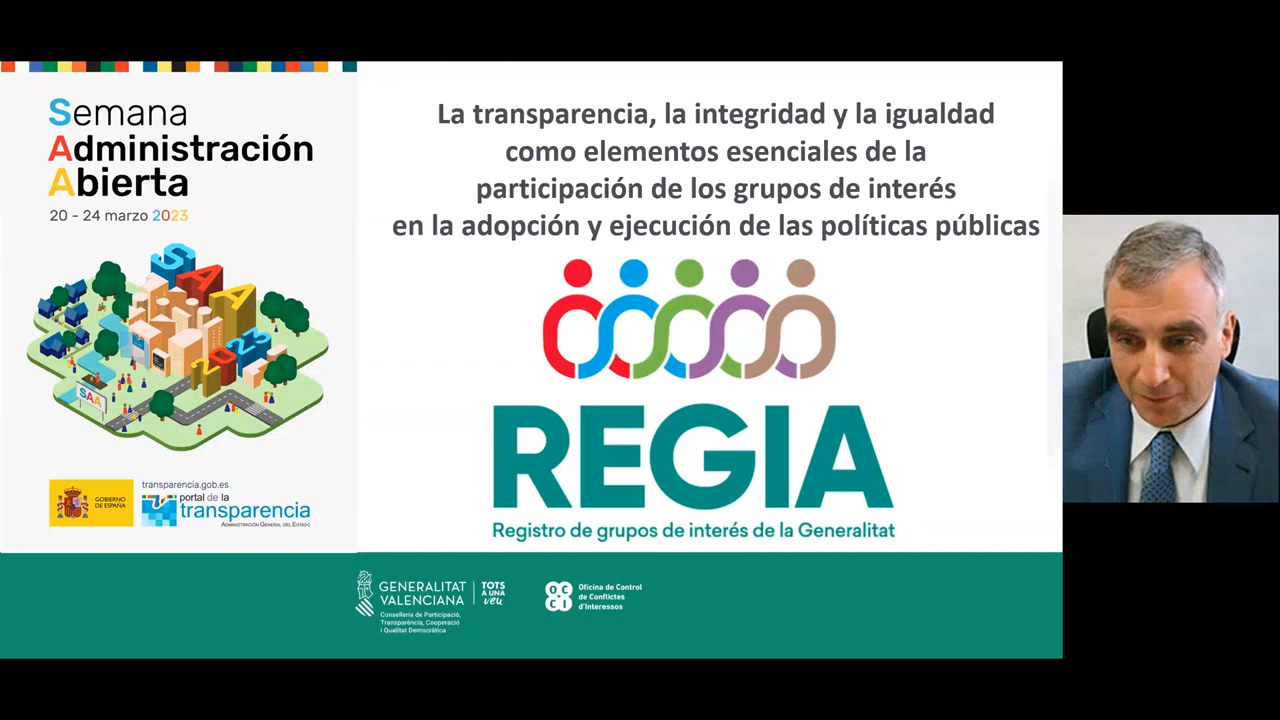 Semana
Administración
Abierta
20 - 24 marzo 2023
SAA
2023
SAA
GOBIERNO
DE ESPAÑA
transparencia.gob.es
portal de la
transparencia
ADMINISTRACIÓN GENERAL DEL ESTADO
La transparencia, la integridad y la igualdad
como elementos esenciales de la
participación de los grupos de interés
en la adopción y ejecución de las políticas públicas
REGIA
Registro de grupos de interés de la Generalitat
GENERALITAT
VALENCIANA
Conselleria de Participació,
Transparència, Cooperació
i Qualitat Democràtica
TOTS
A UNA
veu
OCCI
Oficina de Control
de Conflictes
d'Interessos